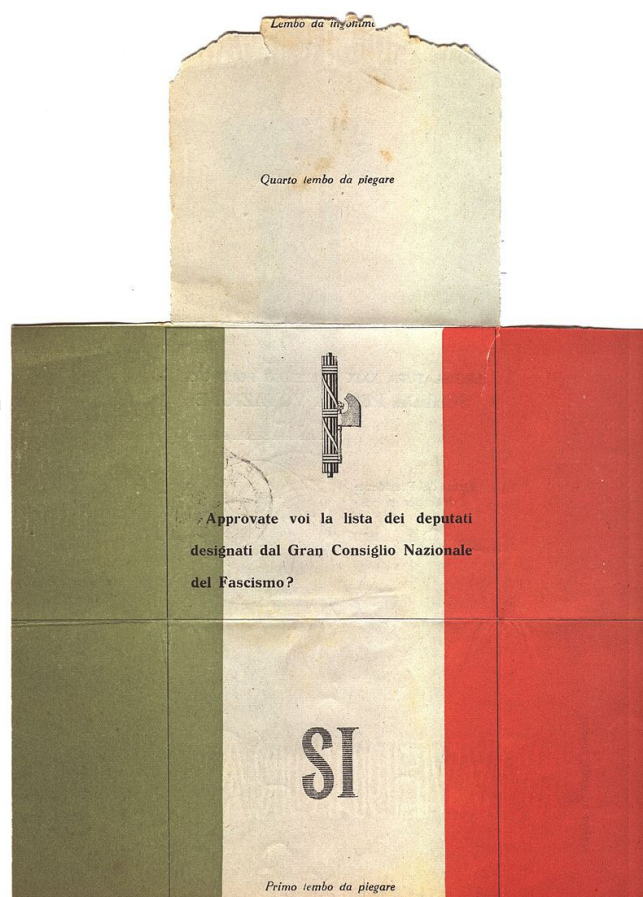 Lembo da ingommare
Quarto lembo da piegare
Approvate voi la lista dei deputati
designati dal Gran Consiglio Nazionale
del Fascismo?
SI
Primo lembo da piegare